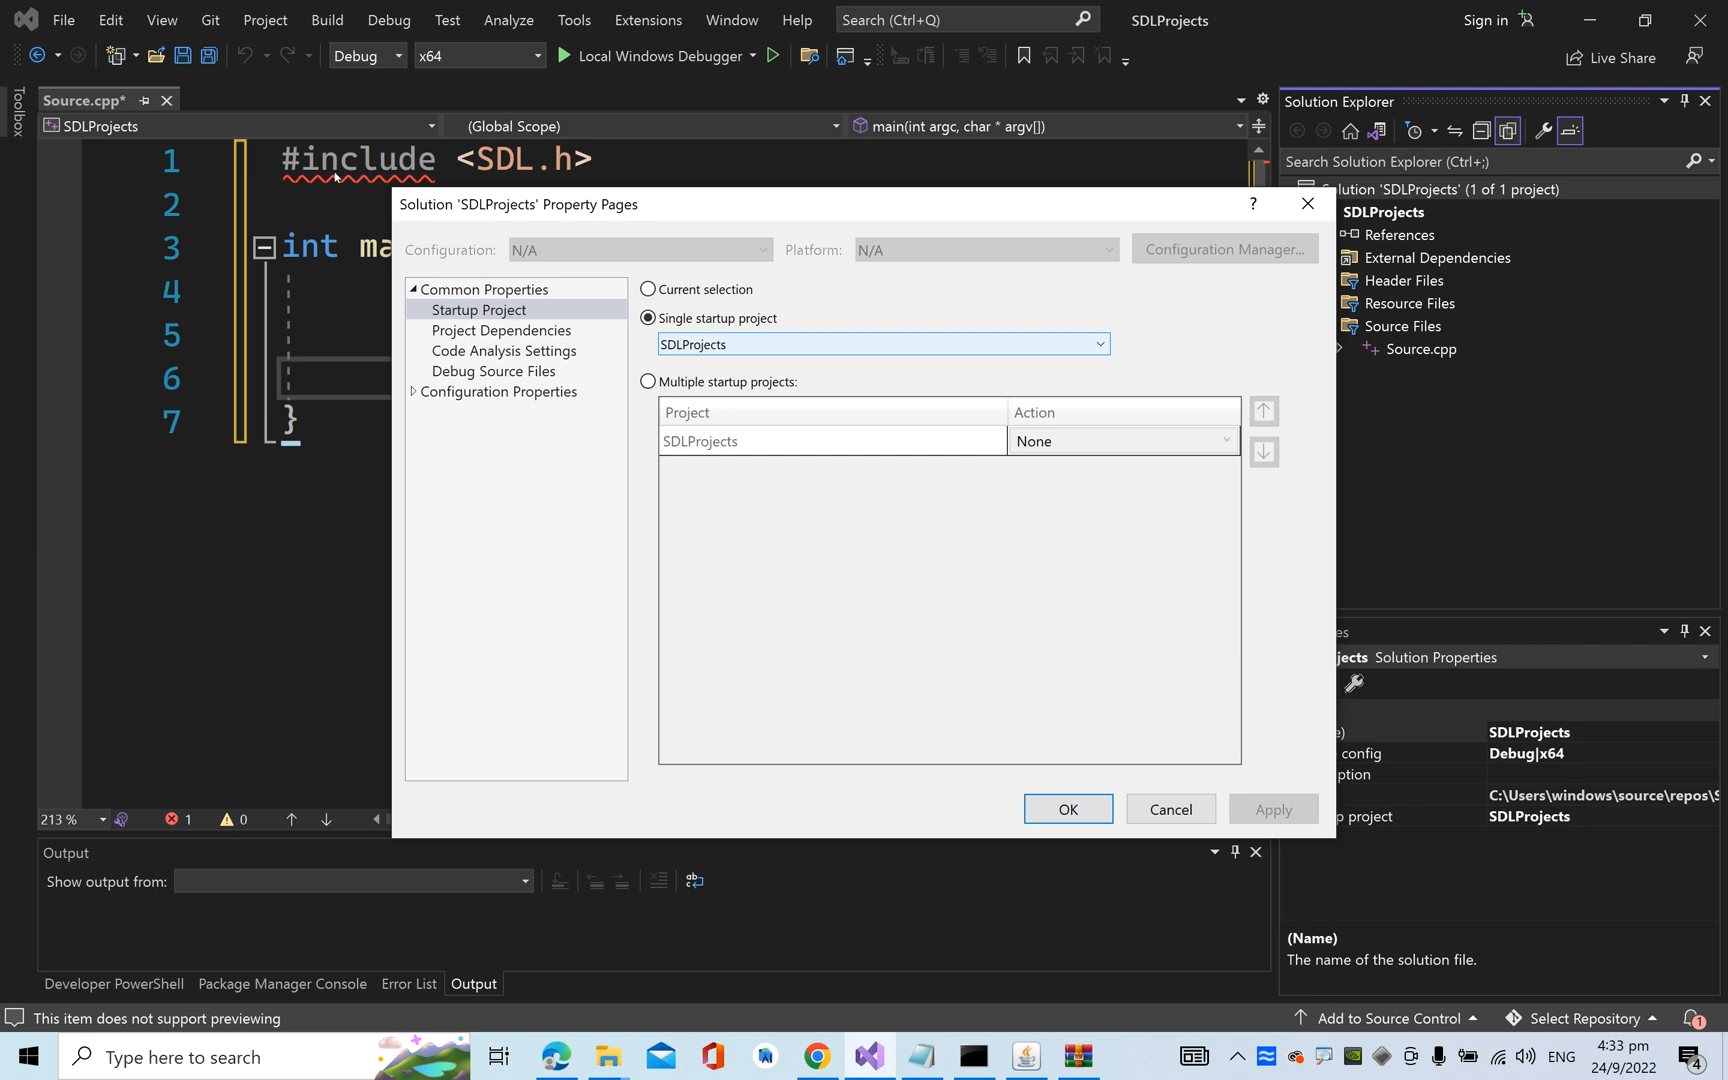 File Edit View Git Project Build Debug Test Analyze Tools Extensions Window Help Search (Ctrl+Q) SDLProjects Sign in
Debug x64 Local Windows Debugger Live Share
Toolbox
Source.cpp*
SDLProjects (Global Scope) main(int argc, char * argv[])
1 #include <SDL.h>
2
3 int ma
4
5
6
7 }
Solution 'SDLProjects' Property Pages ?
Configuration: N/A Platform: N/A Configuration Manager...
Common Properties
Startup Project
Project Dependencies
Code Analysis Settings
Debug Source Files
Configuration Properties
Current selection
Single startup project
SDLProjects
Multiple startup projects:
Project Action
SDLProjects None
OK Cancel Apply
Solution Explorer
Search Solution Explorer (Ctrl+;)
lution 'SDLProjects' (1 of 1 project)
SDLProjects
References
External Dependencies
Header Files
Resource Files
Source Files
Source.cpp
es
jects Solution Properties
e) SDLProjects
config Debug|x64
ption
C:\Users\windows\source\repos\S
p project SDLProjects
(Name)
The name of the solution file.
213 % 1 0
Output
Show output from:
Developer PowerShell Package Manager Console Error List Output
This item does not support previewing Add to Source Control Select Repository 1
Type here to search ENG 4:33 pm
24/9/2022 4